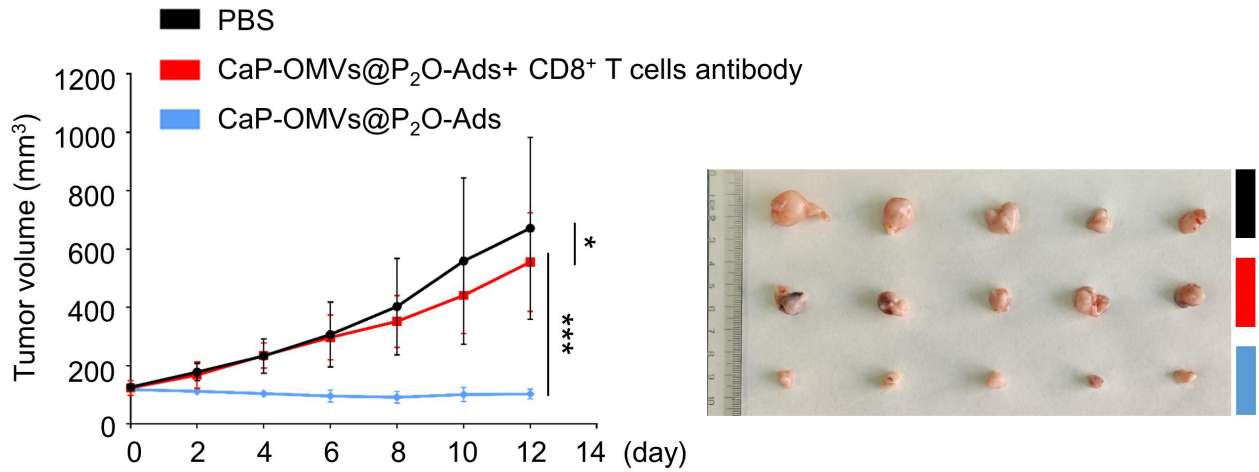 PBS
CaP-OMVs@P₂O-Ads+ CD8⁺ T cells antibody
CaP-OMVs@P₂O-Ads
Tumor volume (mm³)
1200
1000
800
600
400
200
0
0 2 4 6 8 10 12 14 (day)
*
***